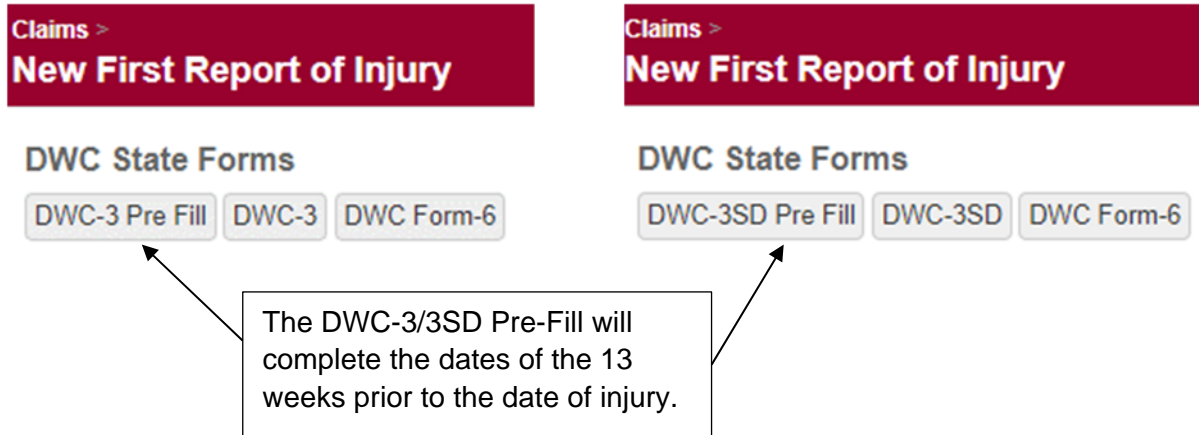 Claims >
New First Report of Injury
DWC State Forms
DWC-3 Pre Fill DWC-3 DWC Form-6
Claims >
New First Report of Injury
DWC State Forms
DWC-3SD Pre Fill DWC-3SD DWC Form-6
The DWC-3/3SD Pre-Fill will
complete the dates of the 13
weeks prior to the date of injury.